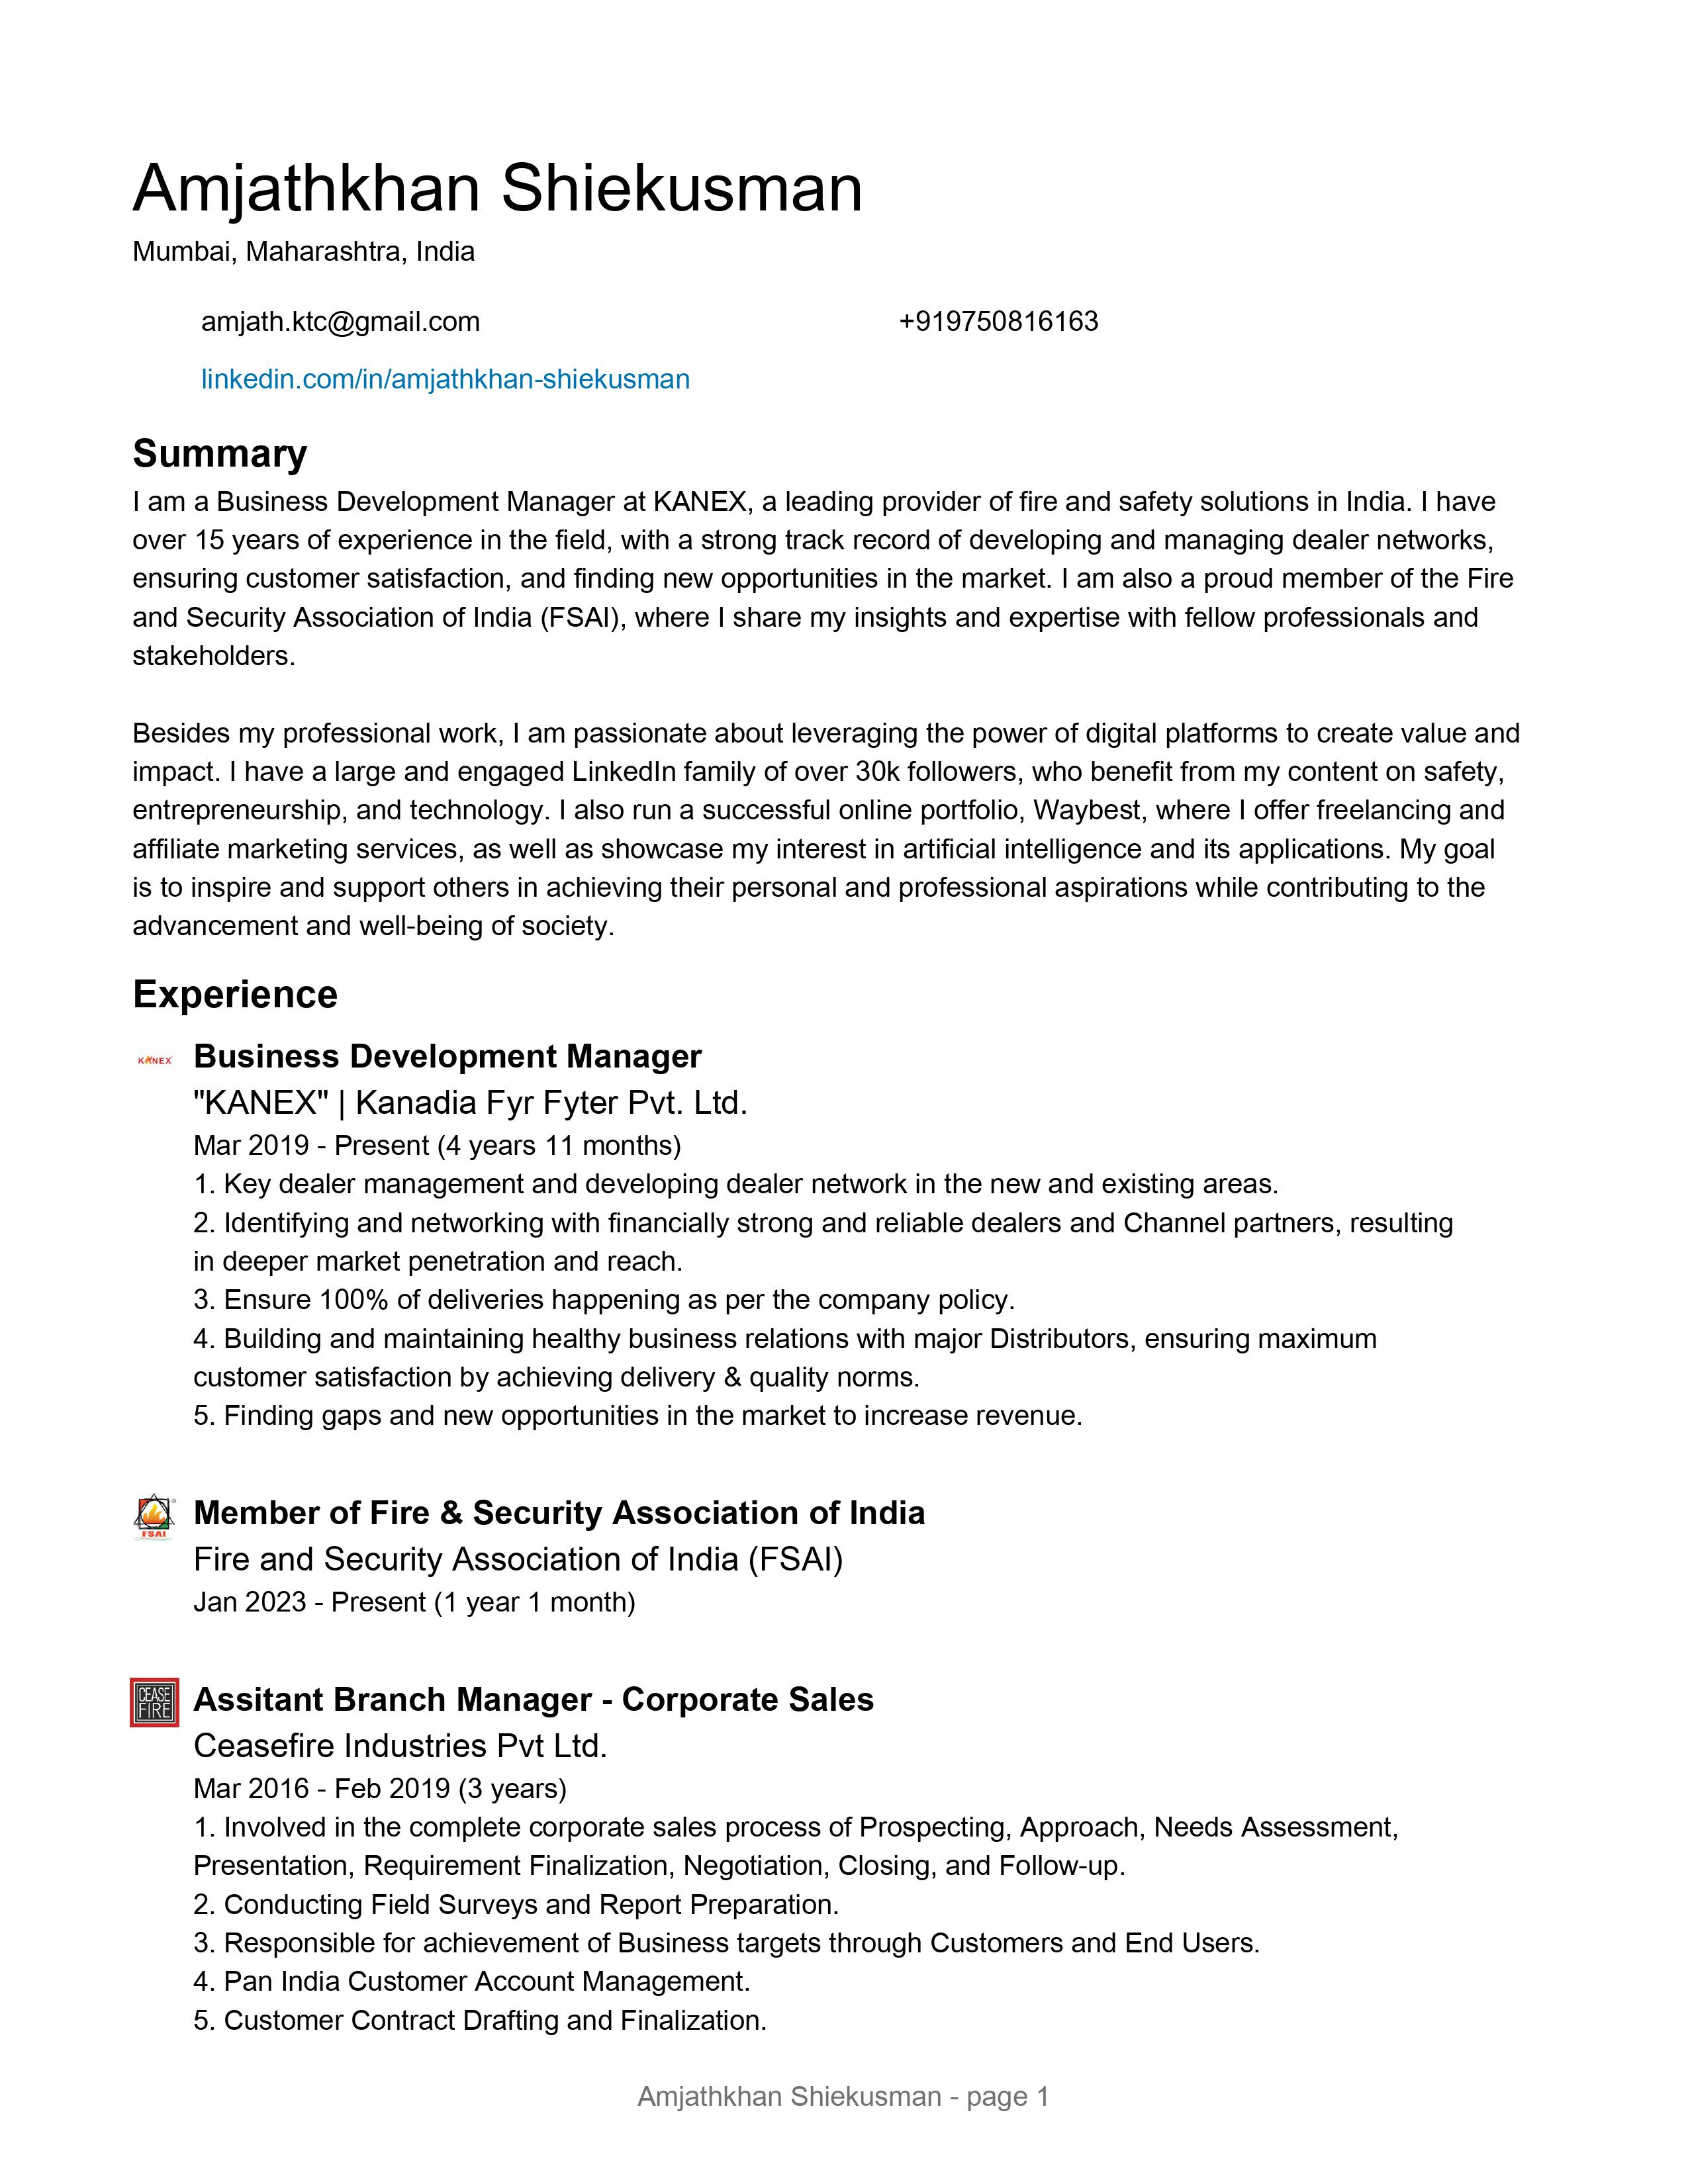 Amjathkhan Shiekusman
Mumbai, Maharashtra, India
amjath.ktc@gmail.com +919750816163
linkedin.com/in/amjathkhan-shiekusman
Summary
I am a Business Development Manager at KANEX, a leading provider of fire and safety solutions in India. I have
over 15 years of experience in the field, with a strong track record of developing and managing dealer networks,
ensuring customer satisfaction, and finding new opportunities in the market. I am also a proud member of the Fire
and Security Association of India (FSAI), where I share my insights and expertise with fellow professionals and
stakeholders.
Besides my professional work, I am passionate about leveraging the power of digital platforms to create value and
impact. I have a large and engaged LinkedIn family of over 30k followers, who benefit from my content on safety,
entrepreneurship, and technology. I also run a successful online portfolio, Waybest, where I offer freelancing and
affiliate marketing services, as well as showcase my interest in artificial intelligence and its applications. My goal
is to inspire and support others in achieving their personal and professional aspirations while contributing to the
advancement and well-being of society.
Experience
KANEX Business Development Manager
"KANEX" | Kanadia Fyr Fyter Pvt. Ltd.
Mar 2019 - Present (4 years 11 months)
1. Key dealer management and developing dealer network in the new and existing areas.
2. Identifying and networking with financially strong and reliable dealers and Channel partners, resulting
in deeper market penetration and reach.
3. Ensure 100% of deliveries happening as per the company policy.
4. Building and maintaining healthy business relations with major Distributors, ensuring maximum
customer satisfaction by achieving delivery & quality norms.
5. Finding gaps and new opportunities in the market to increase revenue.
Member of Fire & Security Association of India
FSAI
Fire and Security Association of India (FSAI)
Jan 2023 - Present (1 year 1 month)
CEASE
FIRE
Assitant Branch Manager - Corporate Sales
Ceasefire Industries Pvt Ltd.
Mar 2016 - Feb 2019 (3 years)
1. Involved in the complete corporate sales process of Prospecting, Approach, Needs Assessment,
Presentation, Requirement Finalization, Negotiation, Closing, and Follow-up.
2. Conducting Field Surveys and Report Preparation.
3. Responsible for achievement of Business targets through Customers and End Users.
4. Pan India Customer Account Management.
5. Customer Contract Drafting and Finalization.
Amjathkhan Shiekusman - page 1